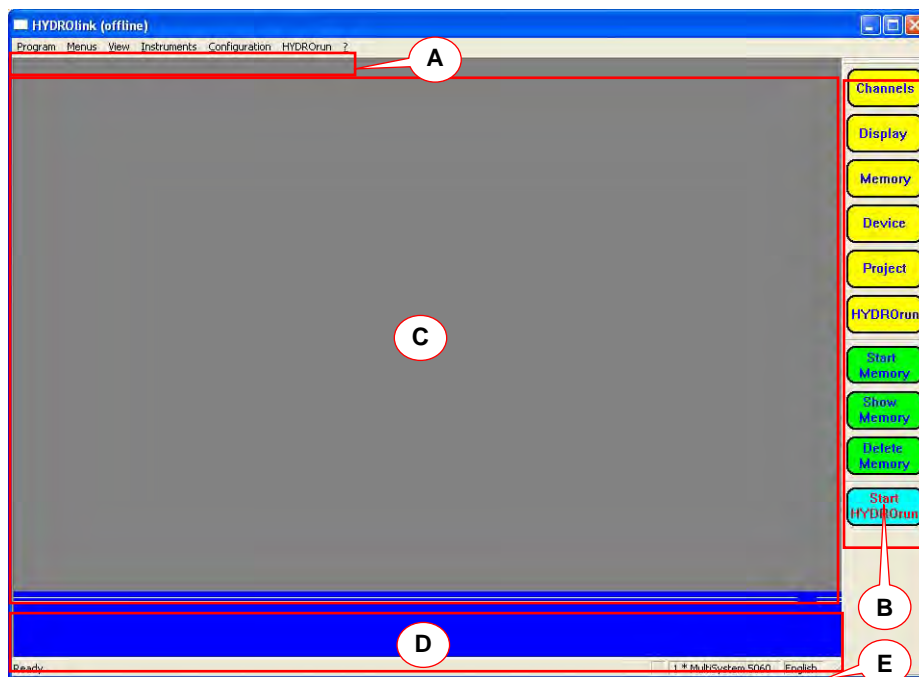 HYDROlink (offline)
Program Menus View Instruments Configuration HYDROrun ?
A
Channels
Display
Memory
Device
Project
HYDROrun
C
Start
Memory
Show
Memory
Delete
Memory
Start
HYDROrun
B
D
E
Ready
1 * MultiSystem 5060 English